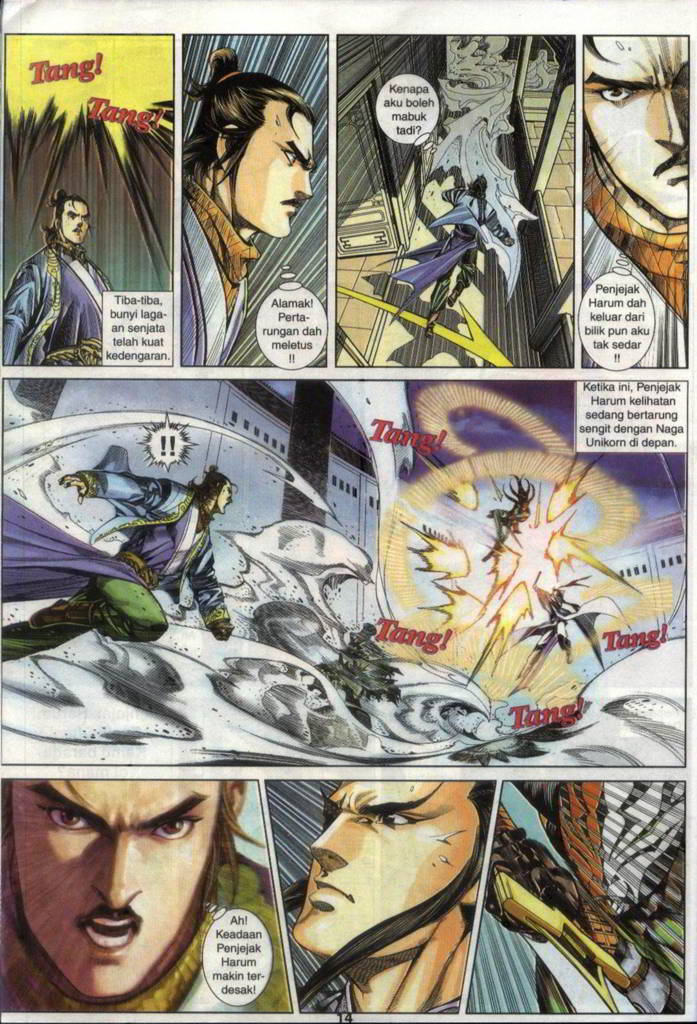 Tang!
Tang!
Tiba-tiba,
bunyi laga-
an senjata
telah kuat
kedengaran.
Alamak!
Perta-
rungan dah
meletus
!!
Kenapa
aku boleh
mabuk
tadi?
Penjejak
Harum dah
keluar dari
bilik pun aku
tak sedar
!!
!!
Tang!
Ketika ini, Penjejak
Harum kelihatan
sedang bertarung
sengit dengan Naga
Unikorn di depan.
Tang!
Tang!
Tang!
Ah!
Keadaan
Penjejak
Harum
makin ter-
desak!
14